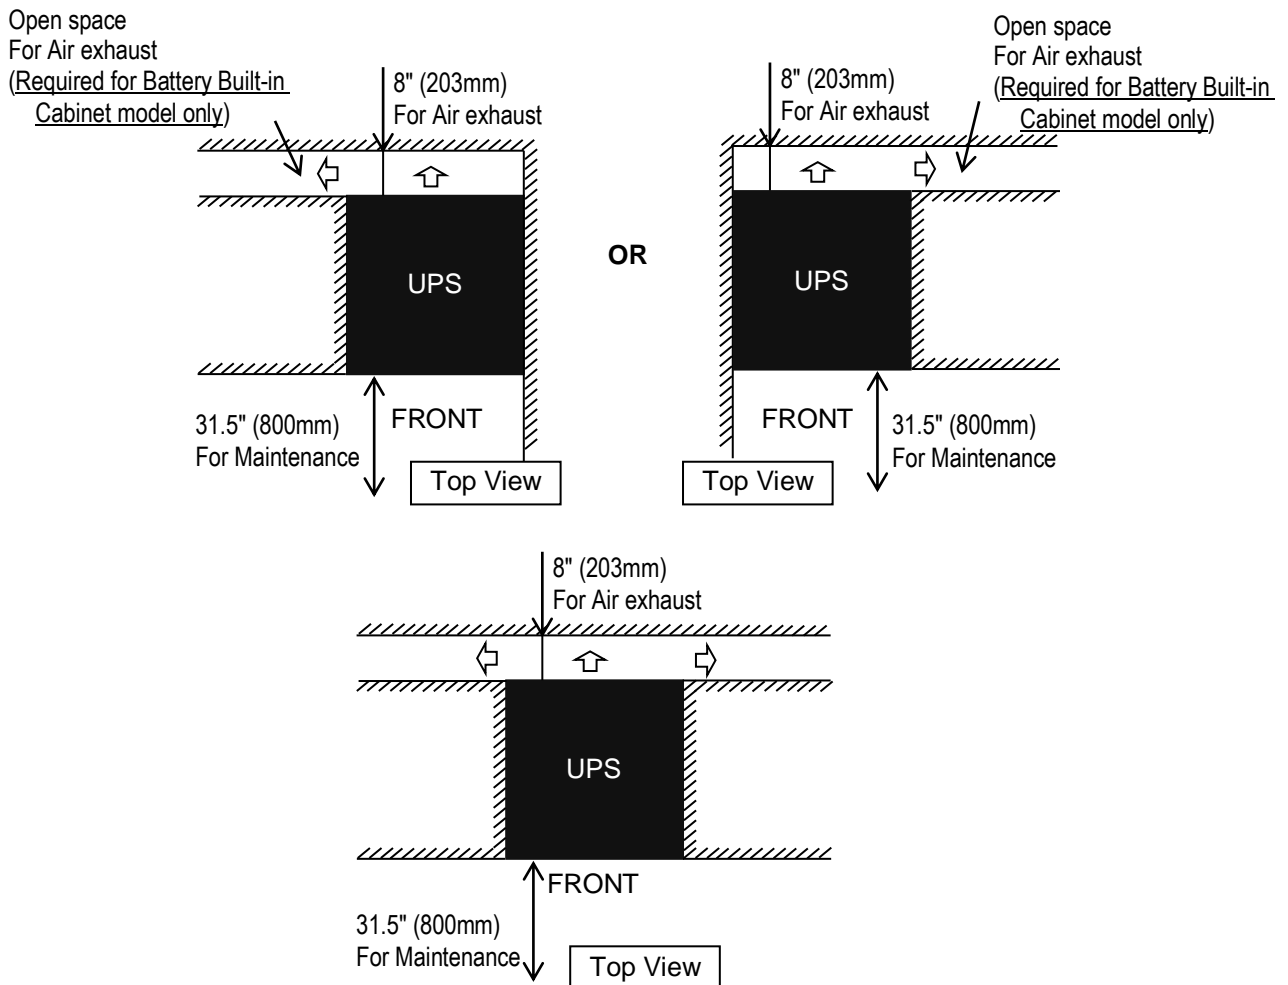 Open space
For Air exhaust
(Required for Battery Built-in
Cabinet model only)
8" (203mm)
For Air exhaust
UPS
31.5" (800mm)
For Maintenance
FRONT
Top View
OR
8" (203mm)
For Air exhaust
Open space
For Air exhaust
(Required for Battery Built-in
Cabinet model only)
UPS
FRONT
31.5" (800mm)
For Maintenance
Top View
8" (203mm)
For Air exhaust
UPS
FRONT
31.5" (800mm)
For Maintenance
Top View